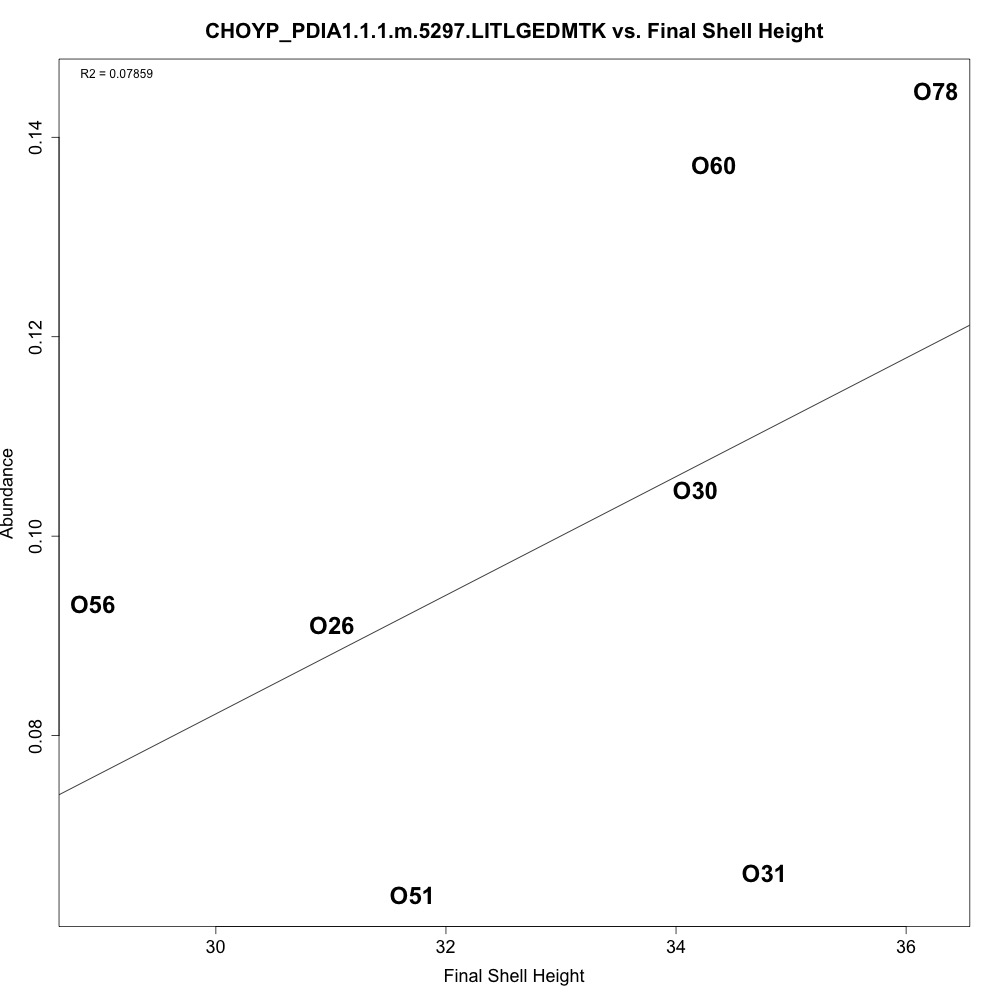 CHOYP_PDIA1.1.1.m.5297.LITLGEDMTK vs. Final Shell Height
R2 = 0.07859
O78
0.14
O60
0.12
O30
0.10
O56
O26
0.08
O31
O51
30 32 34 36
Final Shell Height
Abundance